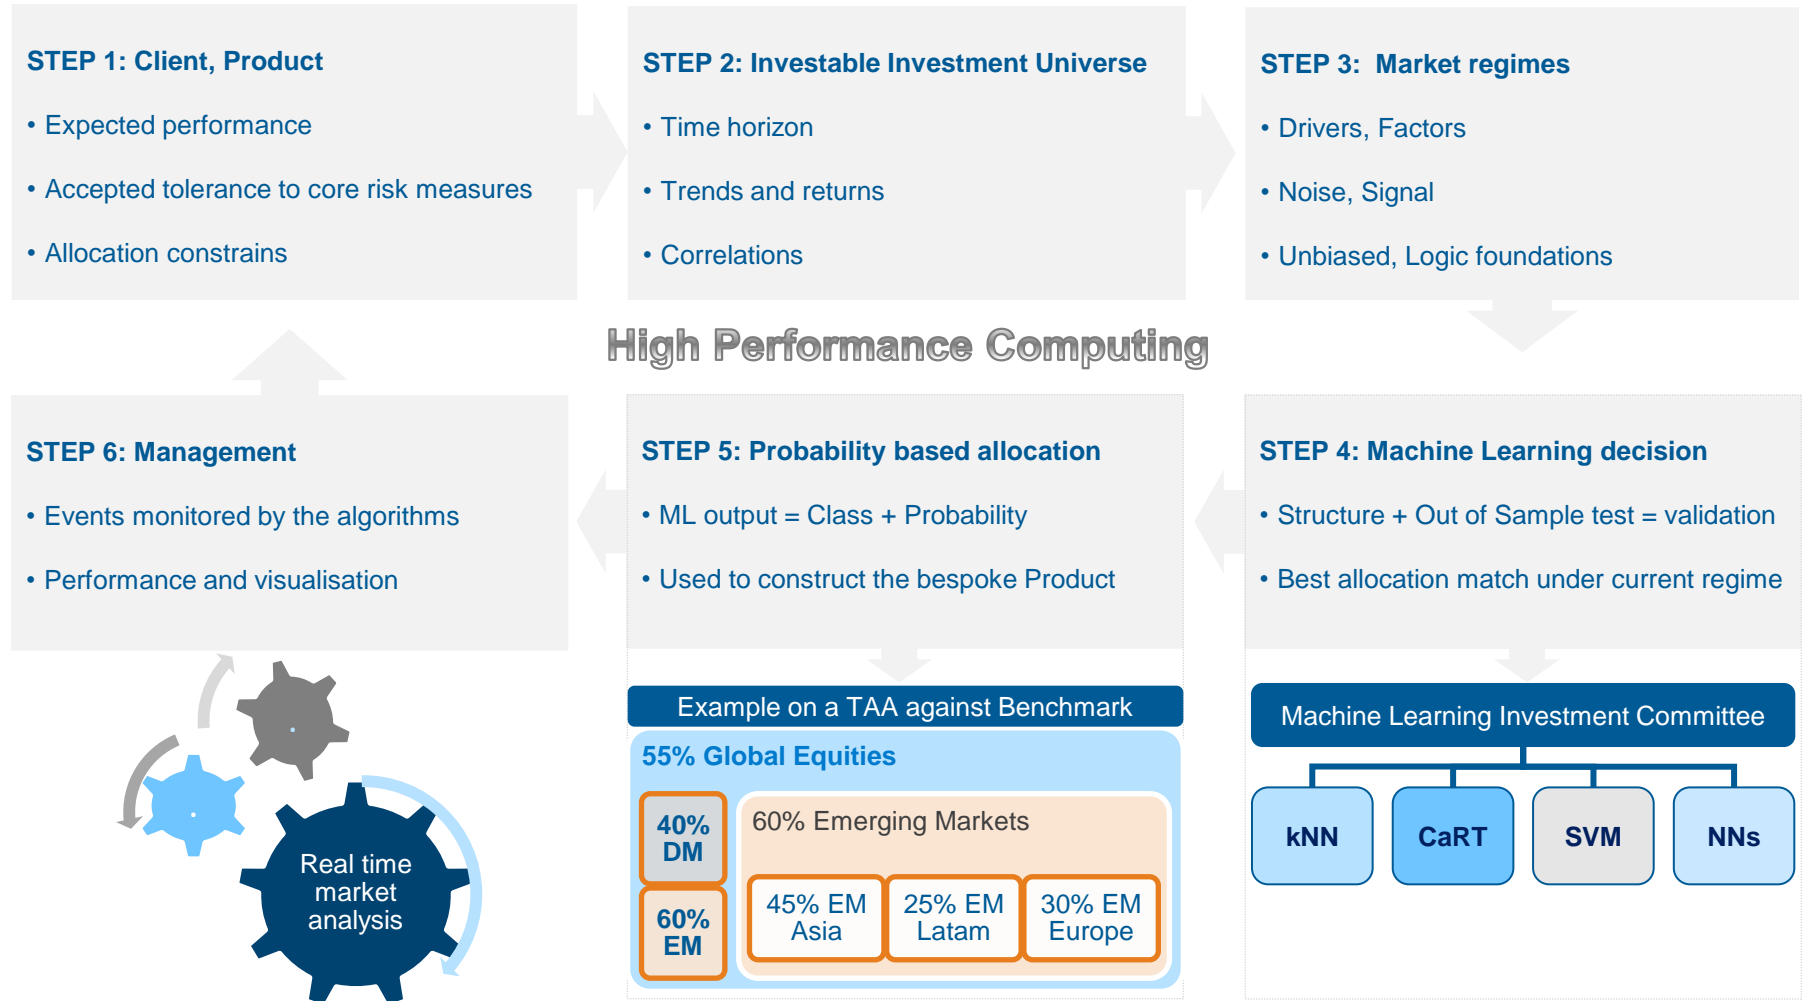 STEP 1: Client, Product
• Expected performance
• Accepted tolerance to core risk measures
• Allocation constrains
STEP 2: Investable Investment Universe
• Time horizon
• Trends and returns
• Correlations
STEP 3: Market regimes
• Drivers, Factors
• Noise, Signal
• Unbiased, Logic foundations
High Performance Computing
STEP 4: Machine Learning decision
• Structure + Out of Sample test = validation
• Best allocation match under current regime
Machine Learning Investment Committee
kNN
CaRT
SVM
NNs
STEP 5: Probability based allocation
• ML output = Class + Probability
• Used to construct the bespoke Product
Example on a TAA against Benchmark
55% Global Equities
40%
DM
60%
EM
60% Emerging Markets
45% EM
Asia
25% EM
Latam
30% EM
Europe
STEP 6: Management
• Events monitored by the algorithms
• Performance and visualisation
Real time
market
analysis